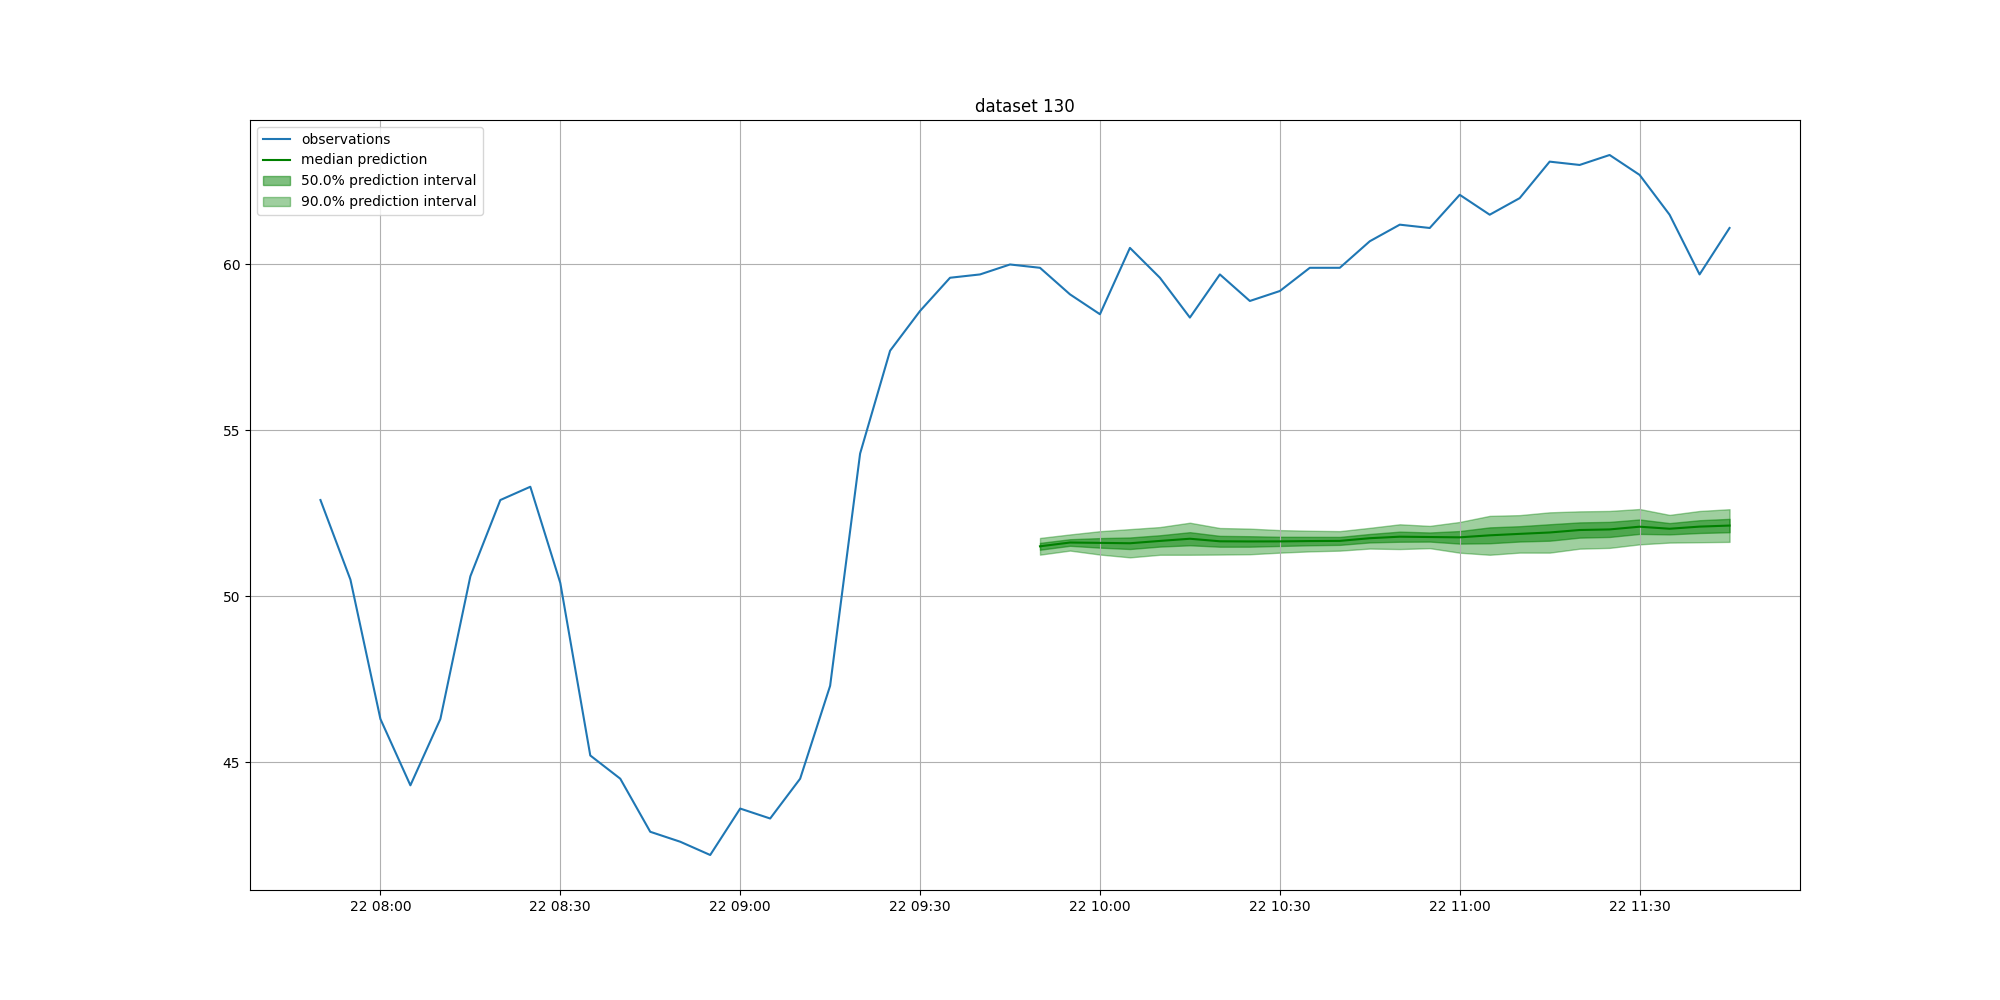 dataset 130
observations
median prediction
50.0% prediction interval
90.0% prediction interval
60
55
50
45
22 08:00
22 08:30
22 09:00
22 09:30
22 10:00
22 10:30
22 11:00
22 11:30